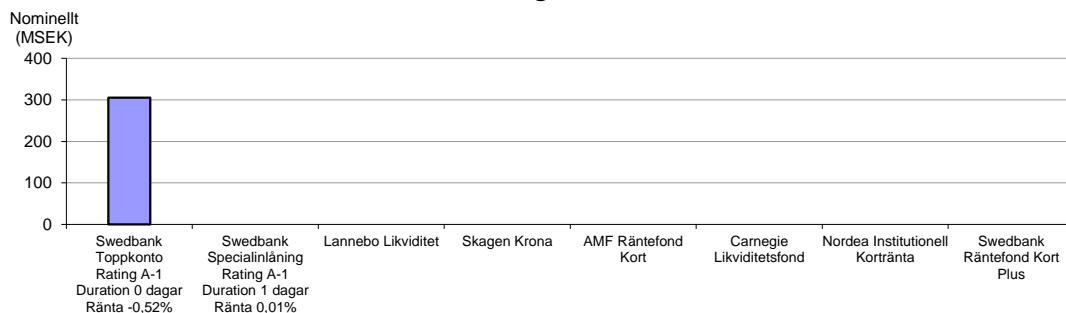 Nominellt
(MSEK)
400
300
200
100
0
Swedbank
Toppkonto
Rating A-1
Duration 0 dagar
Ränta -0,52%
Swedbank
Specialinlåning
Rating A-1
Duration 1 dagar
Ränta 0,01%
Lannebo Likviditet
Skagen Krona
AMF Räntefond
Kort
Carnegie
Likviditetsfond
Nordea Institutionell
Kortränta
Swedbank
Räntefond Kort
Plus